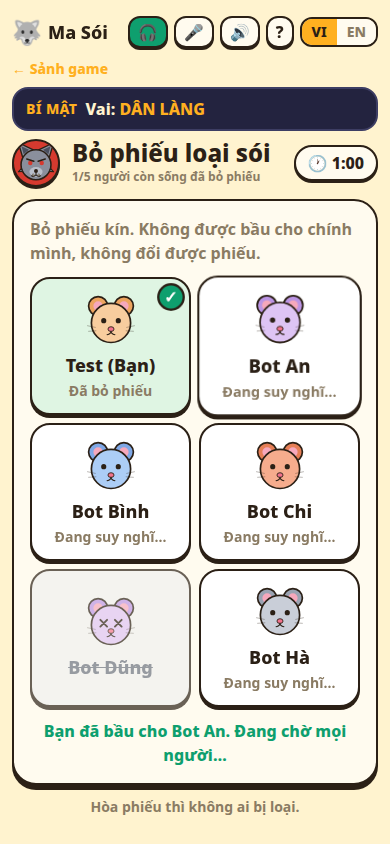 Ma Sói
?
VI EN
← Sảnh game
BÍ MẬT Vai: DÂN LÀNG
Bỏ phiếu loại sói
1/5 người còn sống đã bỏ phiếu
1:00
Bỏ phiếu kín. Không được bầu cho chính
mình, không đổi được phiếu.
Test (Bạn)
Đã bỏ phiếu
Bot An
Đang suy nghĩ...
Bot Bình
Đang suy nghĩ...
Bot Chi
Đang suy nghĩ...
Bot Dũng
Bot Hà
Đang suy nghĩ...
Bạn đã bầu cho Bot An. Đang chờ mọi
người...
Hòa phiếu thì không ai bị loại.